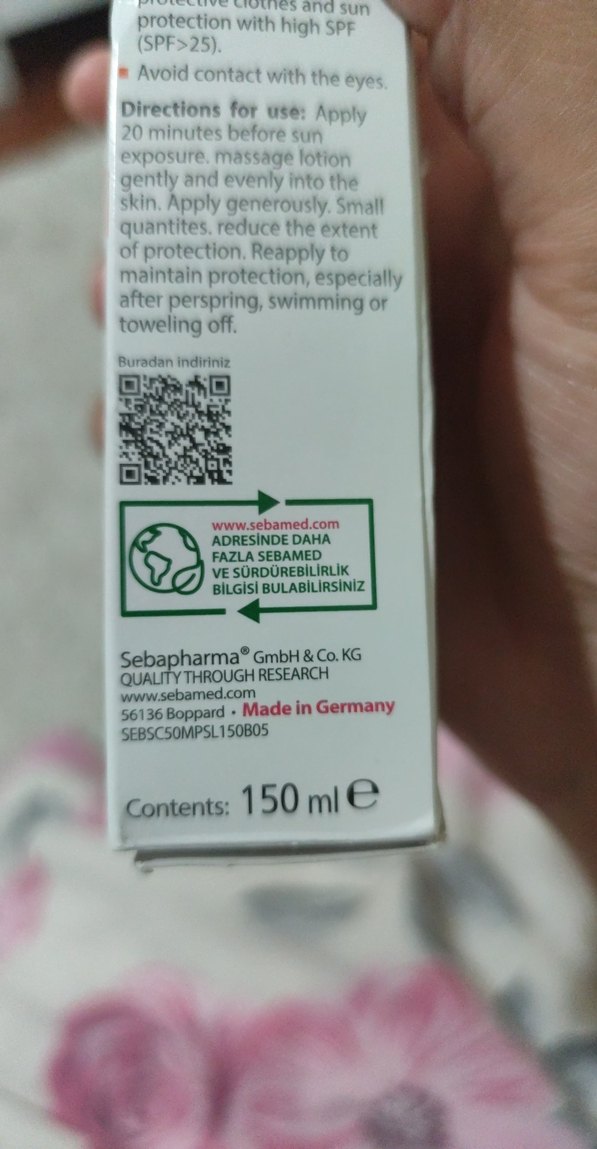 protective clothes and sun
protection with high SPF
(SPF>25).
Avoid contact with the eyes.
Directions for use: Apply
20 minutes before sun
exposure. massage lotion
gently and evenly into the
skin. Apply generously. Small
quantites. reduce the extent
of protection. Reapply to
maintain protection, especially
after perspring, swimming or
toweling off.
Buradan indiriniz
www.sebamed.com
ADRESİNDE DAHA
FAZLA SEBAMED
VE SÜRDÜREBİLİRLİK
BİLGİSİ BULABİLİRSİNİZ
Sebapharma® GmbH & Co. KG
QUALITY THROUGH RESEARCH
www.sebamed.com
56136 Boppard • Made in Germany
SEBSC50MPSL150B05
Contents: 150 ml e